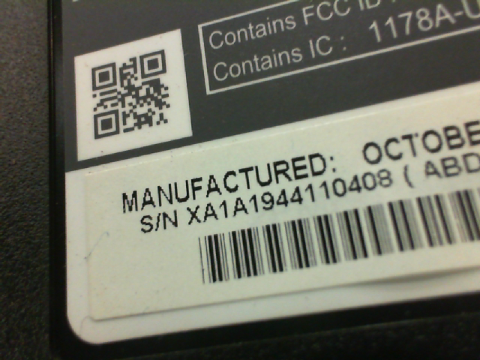 Contains FCC ID
Contains IC : 1178A-U
MANUFACTURED: OCTOBE
S/N XA1A1944110408 ( ABD